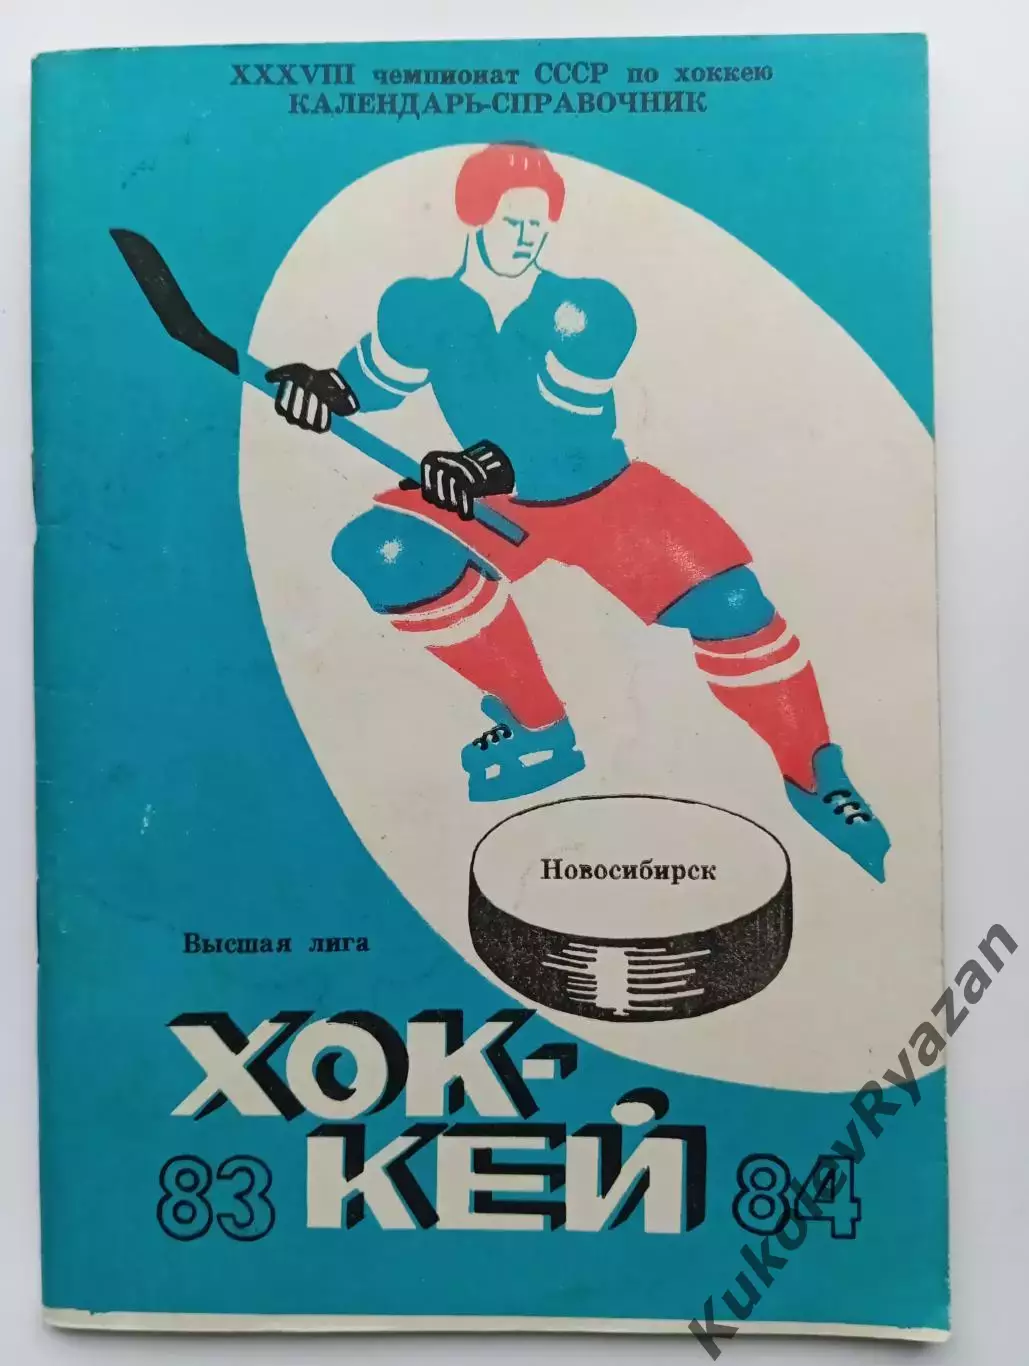 XXXVIII чемпионат СССР по хоккею
КАЛЕНДАРЬ-СПРАВОЧНИК
Новосибирск
Высшая лига
ХОК-
83 КЕЙ 84
KukolevRyazan